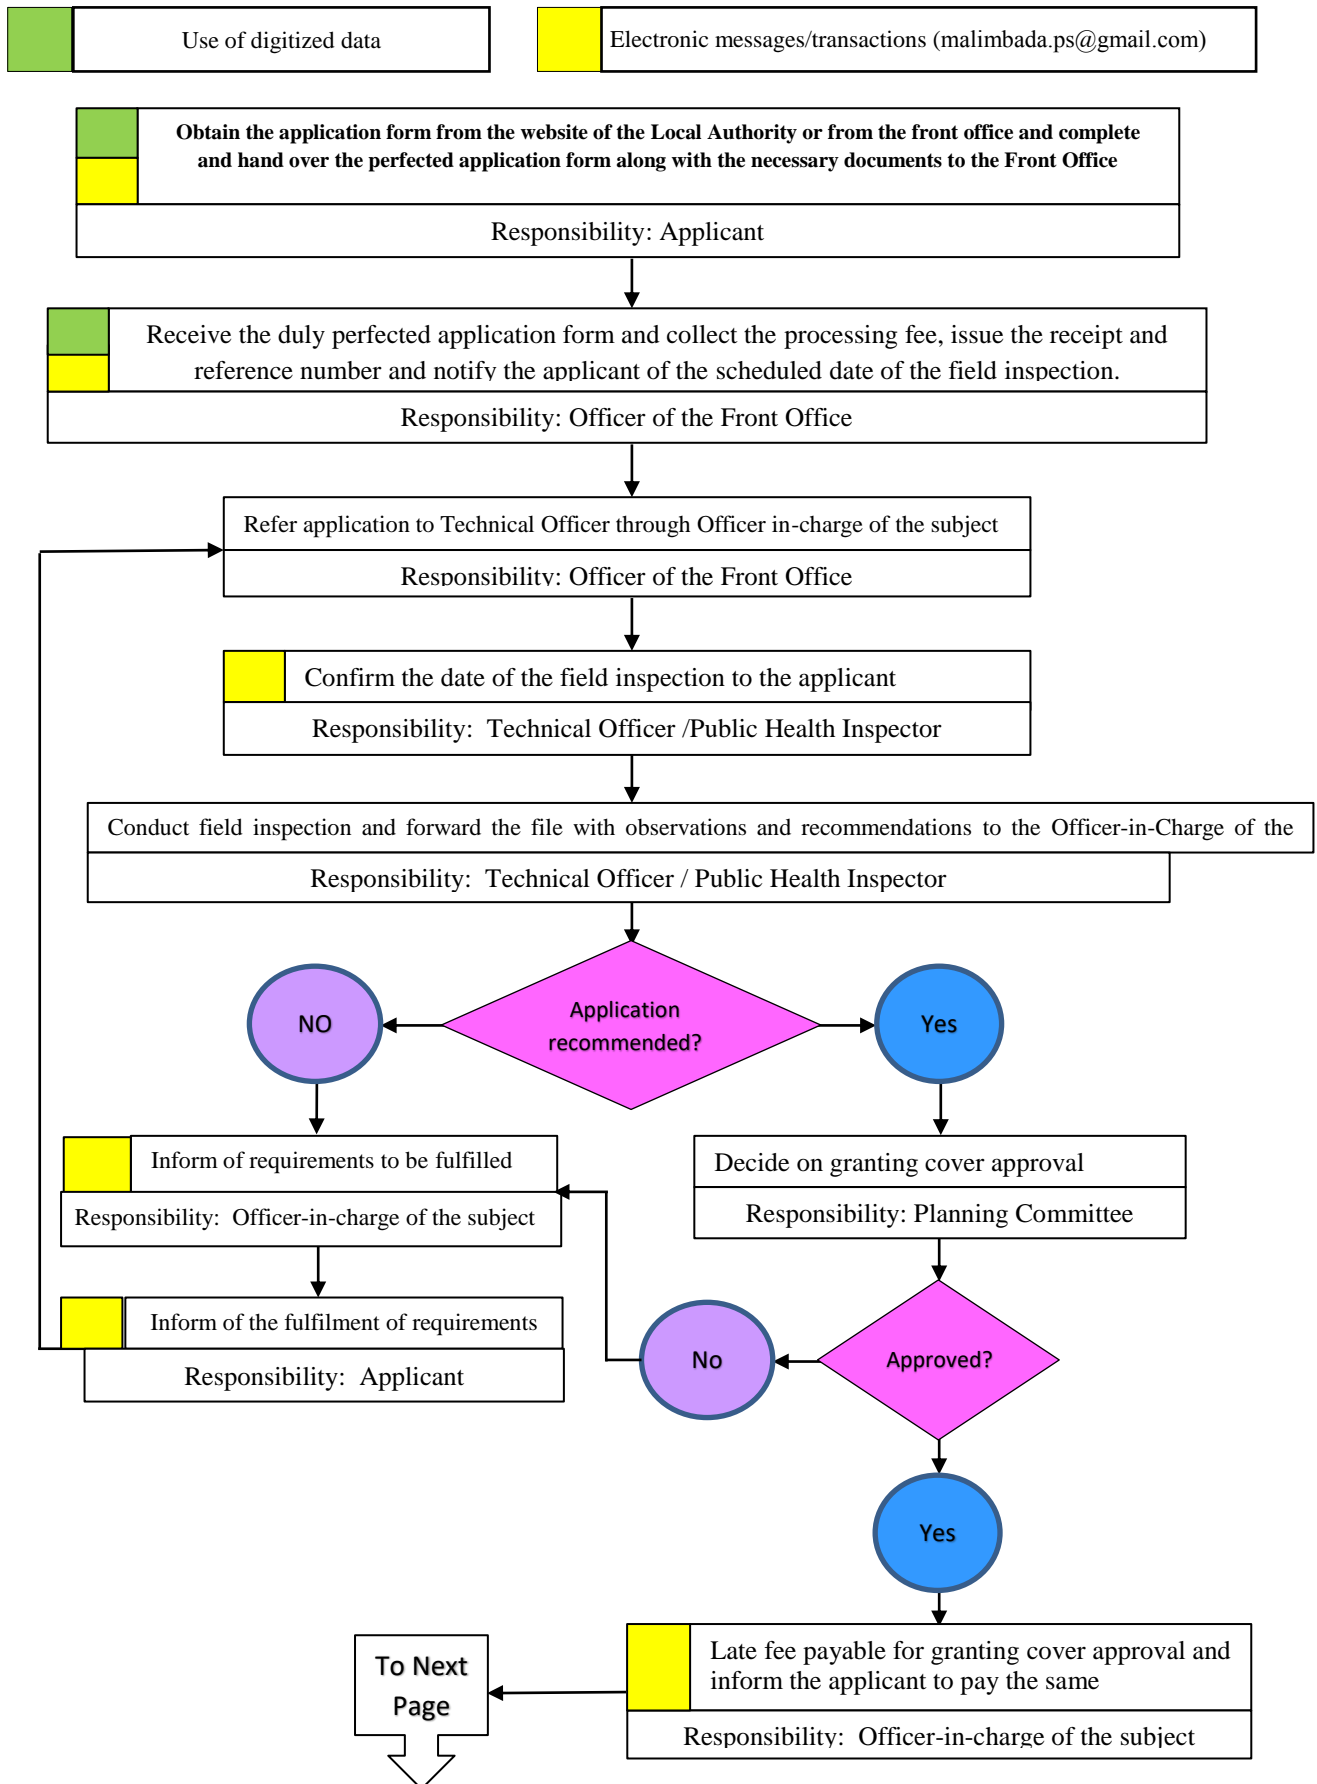 Use of digitized data
Electronic messages/transactions (malimbada.ps@gmail.com)
Obtain the application form from the website of the Local Authority or from the front office and complete
and hand over the perfected application form along with the necessary documents to the Front Office
Responsibility: Applicant
Receive the duly perfected application form and collect the processing fee, issue the receipt and
reference number and notify the applicant of the scheduled date of the field inspection.
Responsibility: Officer of the Front Office
Refer application to Technical Officer through Officer in-charge of the subject
Responsibility: Officer of the Front Office
Confirm the date of the field inspection to the applicant
Responsibility: Technical Officer /Public Health Inspector
Conduct field inspection and forward the file with observations and recommendations to the Officer-in-Charge of the
Responsibility: Technical Officer / Public Health Inspector
NO
Application
recommended?
Yes
Inform of requirements to be fulfilled
Responsibility: Officer-in-charge of the subject
Decide on granting cover approval
Responsibility: Planning Committee
Inform of the fulfilment of requirements
Responsibility: Applicant
No
Approved?
Yes
Late fee payable for granting cover approval and
inform the applicant to pay the same
Responsibility: Officer-in-charge of the subject
To Next
Page